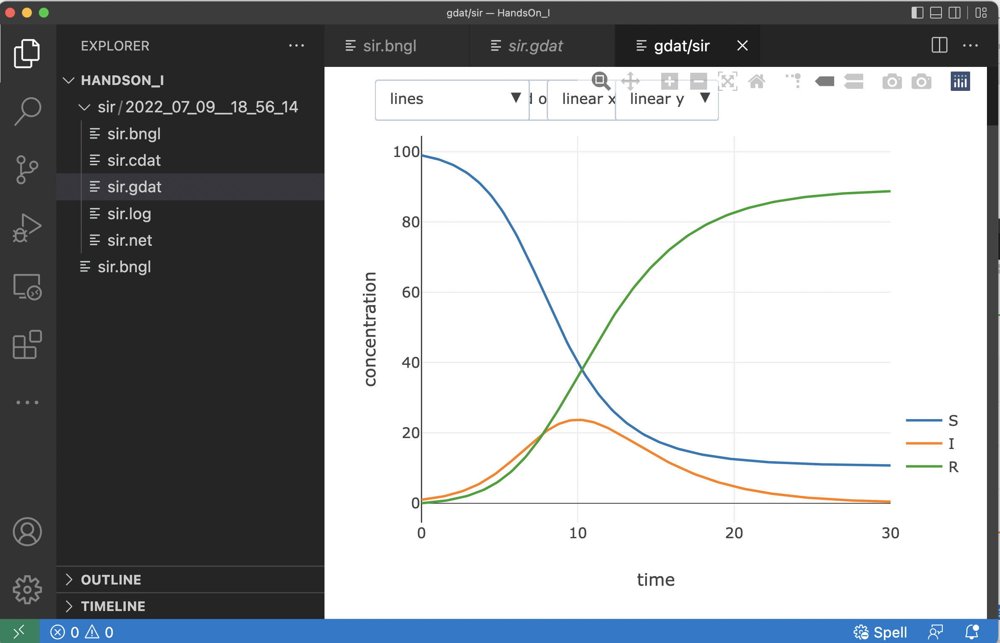 gdat/sir — HandsOn_I
EXPLORER
sir.bngl
sir.gdat
gdat/sir
HANDSON_I
sir/2022_07_09__18_56_14
sir.bngl
sir.cdat
sir.gdat
sir.log
sir.net
sir.bngl
OUTLINE
TIMELINE
lines
linear x
linear y
100
80
60
40
20
0
concentration
0
10
20
30
time
S
I
R
0
0
Spell